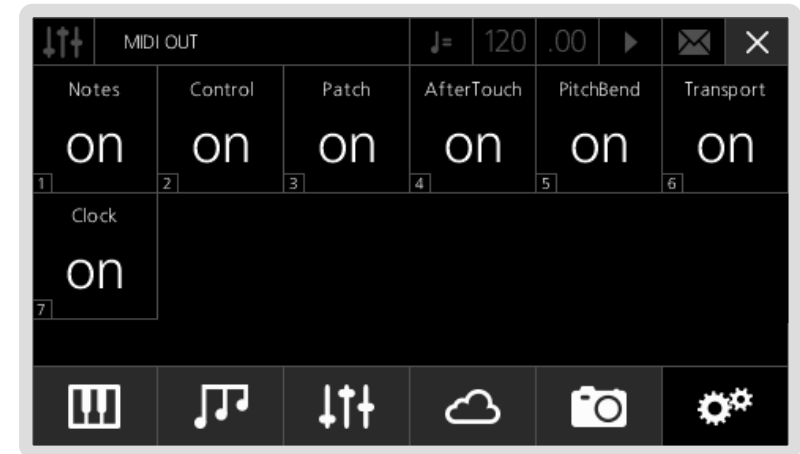 MIDI OUT ♩= 120 .00
Notes Control Patch AfterTouch PitchBend Transport
on on on on on on
1 2 3 4 5 6
Clock
on
7